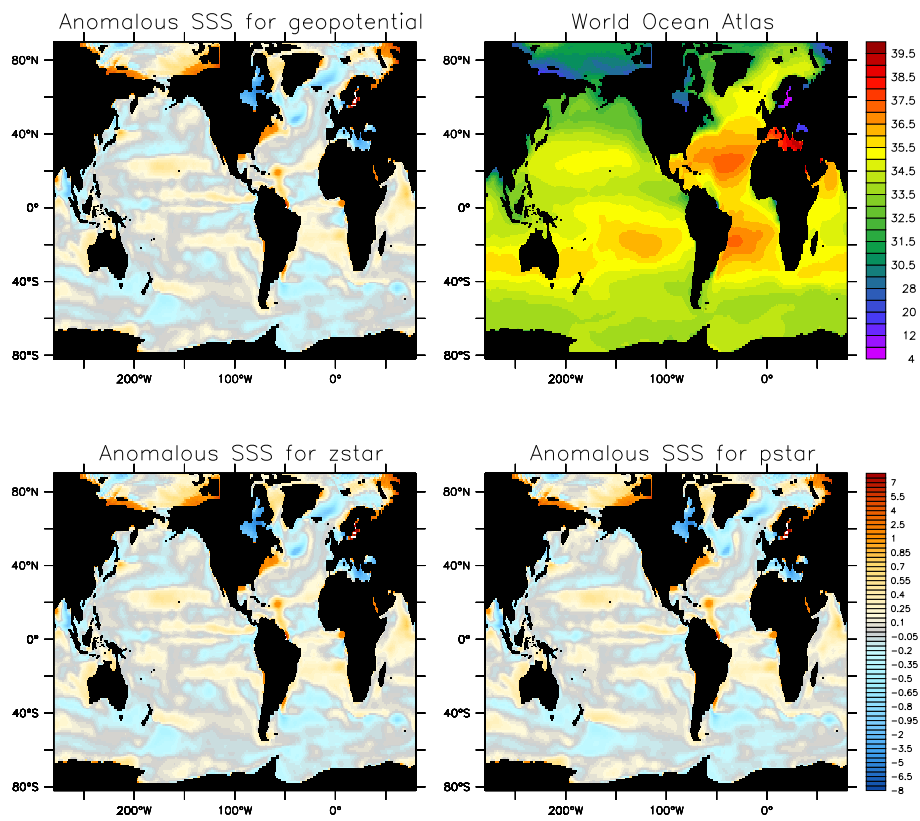 Anomalous SSS for geopotential
World Ocean Atlas
80°N
40°N
0°
40°S
80°S
200°W 100°W 0°
80°N
40°N
0°
40°S
80°S
200°W 100°W 0°
39.5
38.5
37.5
36.5
35.5
34.5
33.5
32.5
31.5
30.5
28
20
12
4
Anomalous SSS for zstar
Anomalous SSS for pstar
80°N
40°N
0°
40°S
80°S
200°W 100°W 0°
80°N
40°N
0°
40°S
80°S
200°W 100°W 0°
7
5.5
4
2.5
1
0.85
0.7
0.55
0.4
0.25
0.1
-0.05
-0.2
-0.35
-0.5
-0.65
-0.8
-0.95
-2
-3.5
-5
-6.5
-8